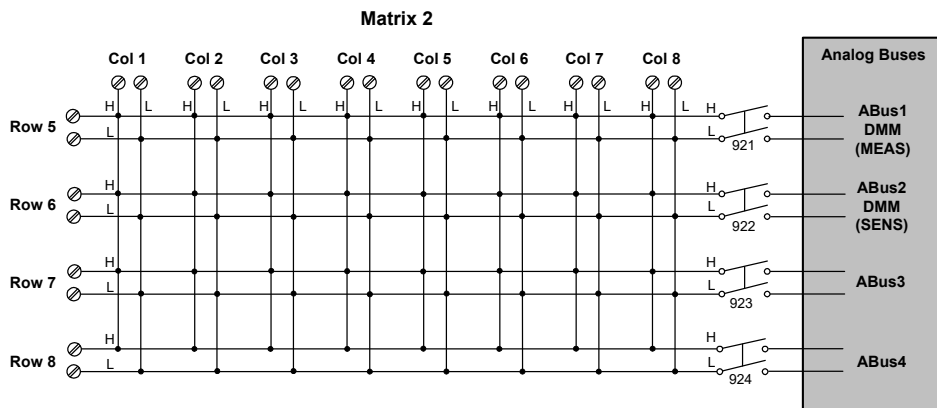 Matrix 2
Col 1 Col 2 Col 3 Col 4 Col 5 Col 6 Col 7 Col 8
Analog Buses
H L H L H L H L H L H L H L H L
Row 5
H
L
921
ABus1
DMM
(MEAS)
Row 6
H
L
H
L
922
ABus2
DMM
(SENS)
Row 7
H
L
H
L
923
ABus3
Row 8
H
L
H
L
924
ABus4
L